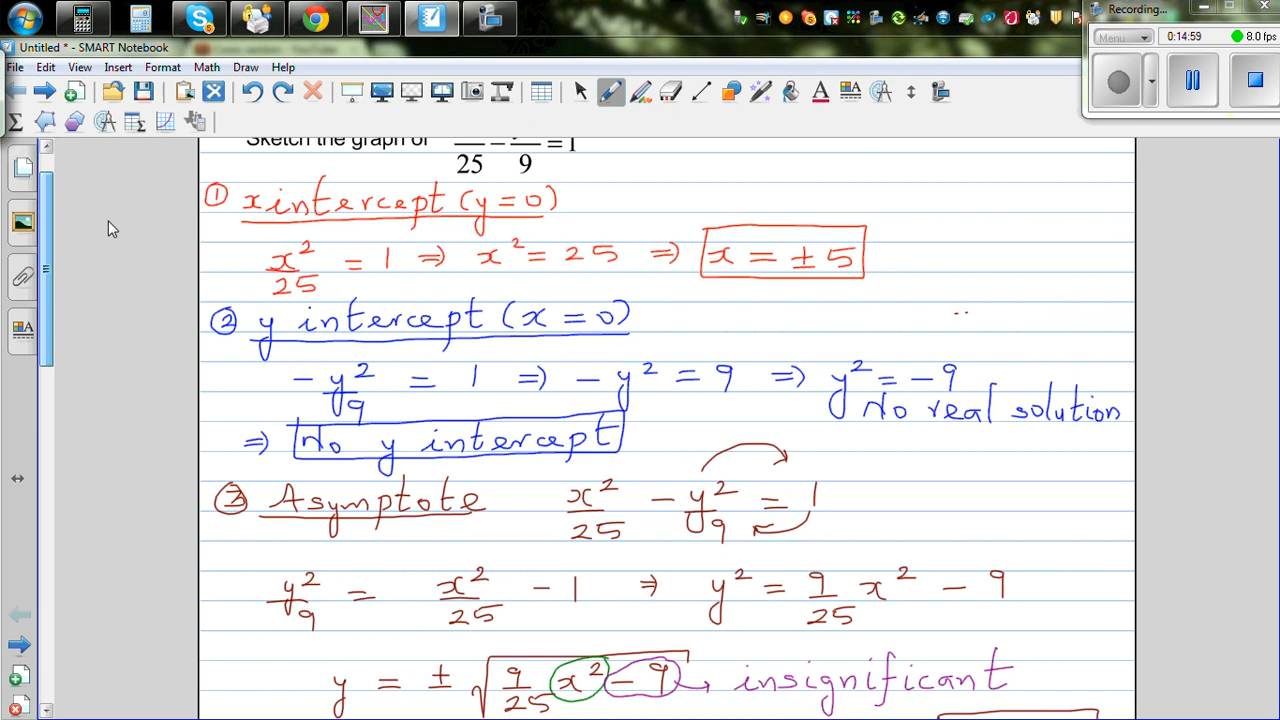 Recording...
Untitled * - SMART Notebook
Menu
0:14:59
8.0 fps
File Edit View Insert Format Math Draw Help
Sketch the graph of /25 - /9 = 1
① x intercept (y = 0)
x²/25 = 1 ⇒ x² = 25 ⇒ x = ± 5
② y intercept (x = 0)
- y²/9 = 1 ⇒ - y² = 9 ⇒ y² = - 9
No real solution
⇒ No y intercept
③ Asymptote x²/25 - y²/9 = 1
y²/9 = x²/25 - 1 ⇒ y² = 9/25 x² - 9
y = ± √(9/25 x² - 9) → insignificant